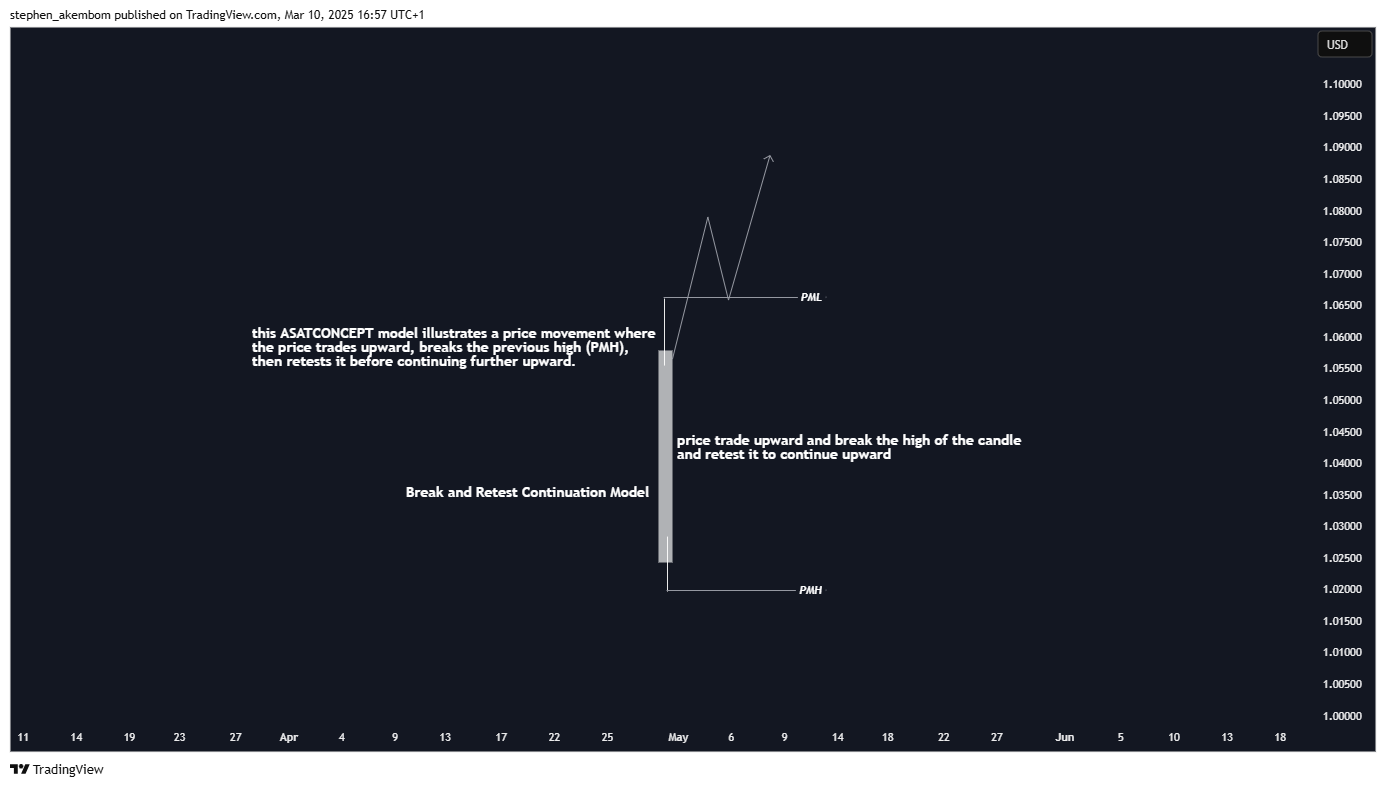 stephen_akembom published on TradingView.com, Mar 10, 2025 16:57 UTC+1
USD
1.10000
1.09500
1.09000
1.08500
1.08000
1.07500
1.07000
1.06500
1.06000
1.05500
1.05000
1.04500
1.04000
1.03500
1.03000
1.02500
1.02000
1.01500
1.01000
1.00500
1.00000
PML
this ASATCONCEPT model illustrates a price movement where
the price trades upward, breaks the previous high (PMH),
then retests it before continuing further upward.
price trade upward and break the high of the candle
and retest it to continue upward
Break and Retest Continuation Model
PMH
11 14 19 23 27 Apr 4 9 13 17 22 25 May 6 9 14 18 22 27 Jun 5 10 13 18
TradingView